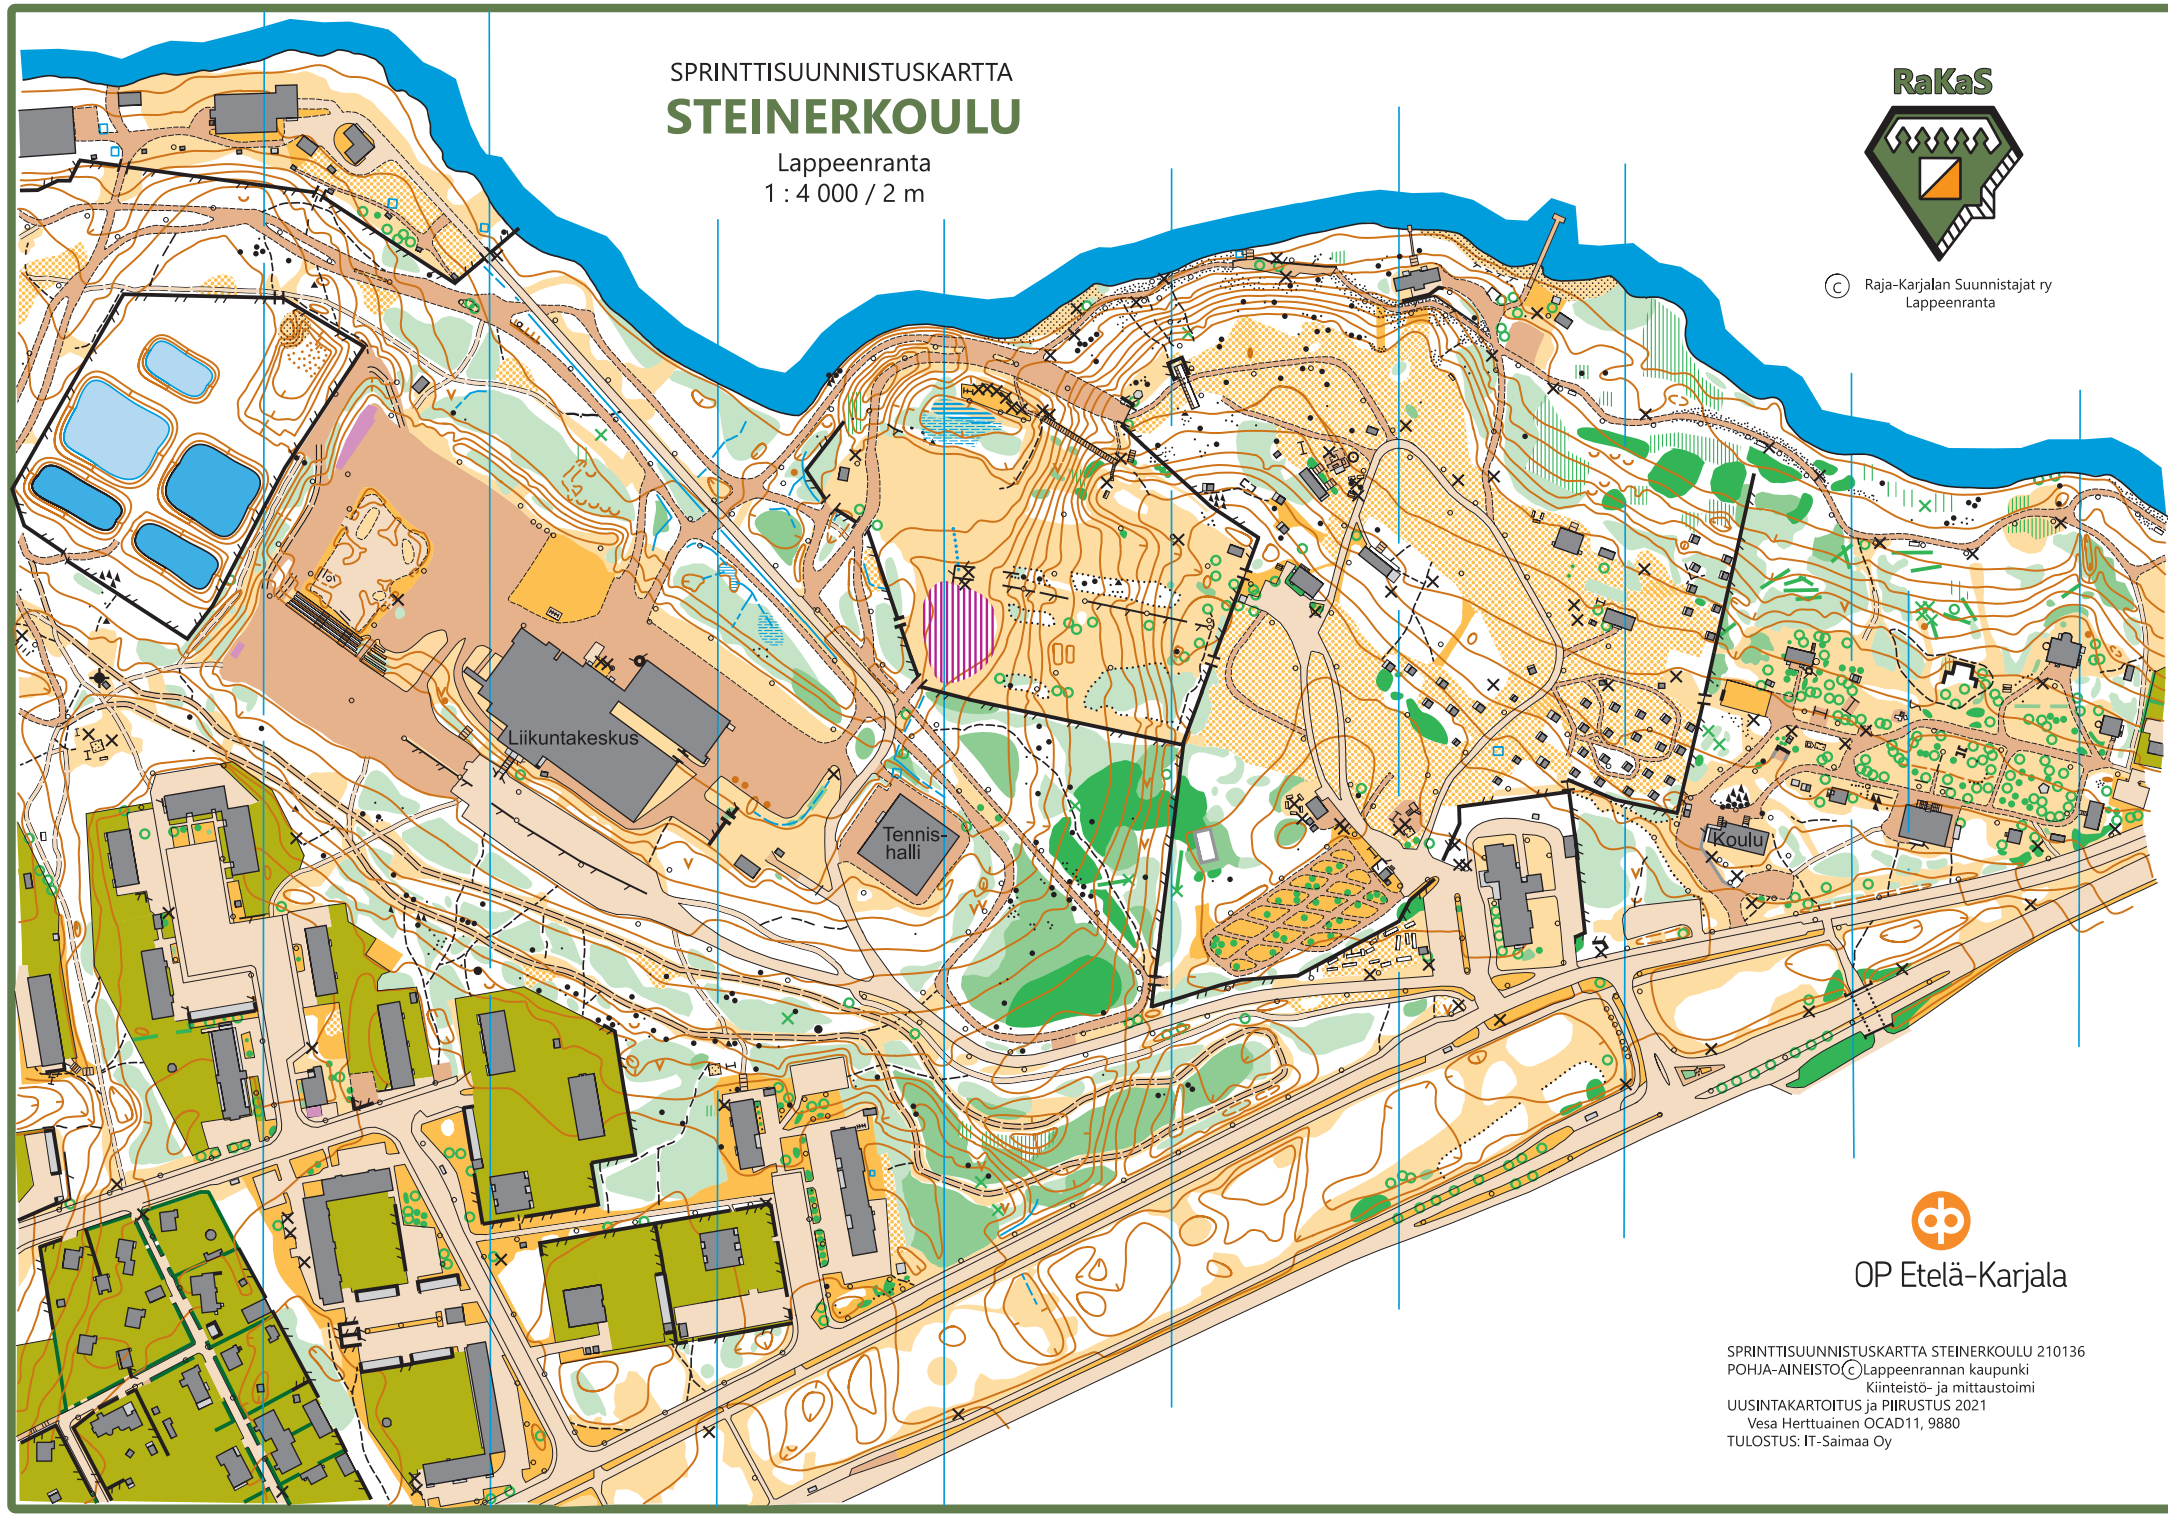 SPRINTTISUUNNISTUSKARTTA
STEINERKOULU
Lappeenranta
1 : 4 000 / 2 m
RaKaS
C Raja-Karjalan Suunnistajat ry
Lappeenranta
Liikuntakeskus
Tennis-
halli
Koulu
OP Etelä-Karjala
SPRINTTISUUNNISTUSKARTTA STEINERKOULU 210136
POHJA-AINEISTO: C Lappeenrannan kaupunki
Kiinteistö- ja mittaustoimi
UUSINTAKARTOITUS ja PIIRUSTUS 2021
Vesa Herttuainen OCAD11, 9880
TULOSTUS: IT-Saimaa Oy